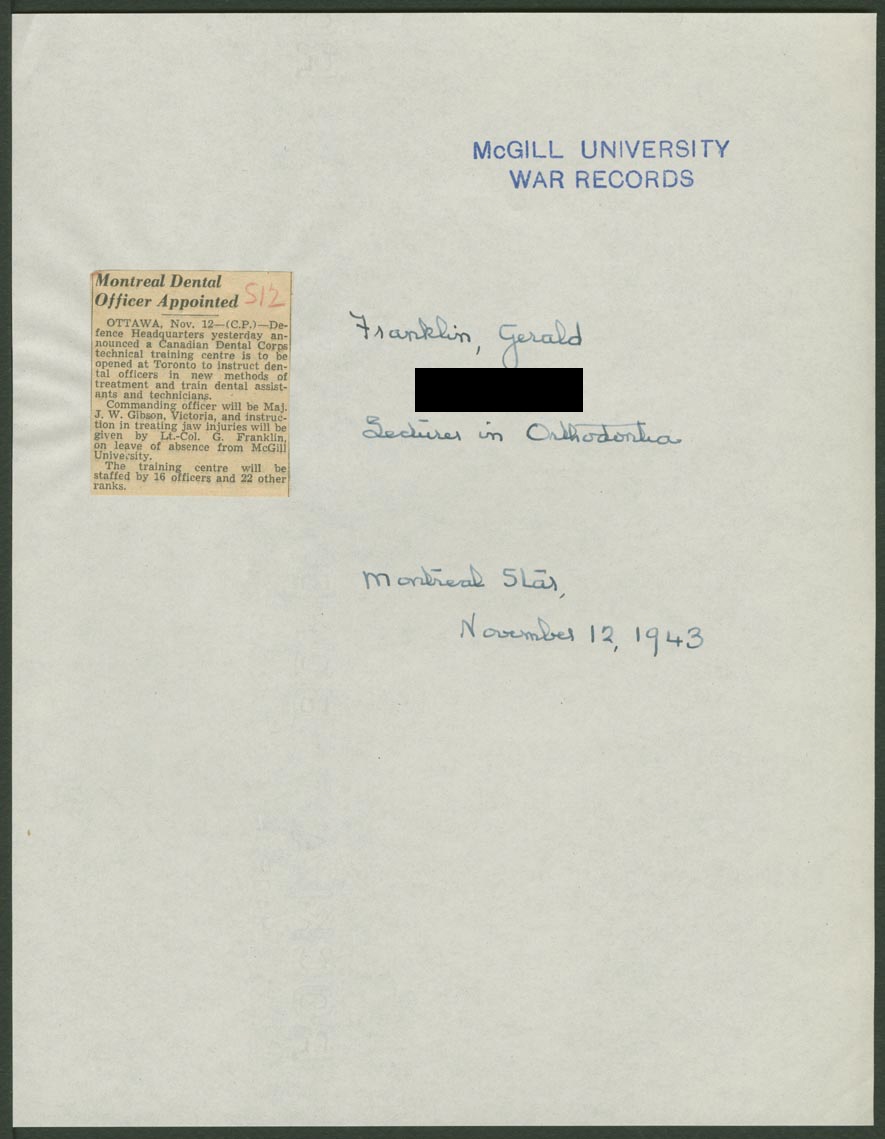 McGILL UNIVERSITY
WAR RECORDS
Montreal Dental
Officer Appointed
S12
OTTAWA, Nov. 12—(C.P.)—De-
fence Headquarters yesterday an-
nounced a Canadian Dental Corps
technical training centre is to be
opened at Toronto to instruct den-
tal officers in new methods of
treatment and train dental assist-
ants and technicians.
Commanding officer will be Maj.
J. W. Gibson, Victoria, and instruc-
tion in treating jaw injuries will be
given by Lt.-Col. G. Franklin,
on leave of absence from McGill
University.
The training centre will be
staffed by 16 officers and 22 other
ranks.
Franklin, Gerald
Lecturer in Orthodontia
Montreal Star,
November 12, 1943